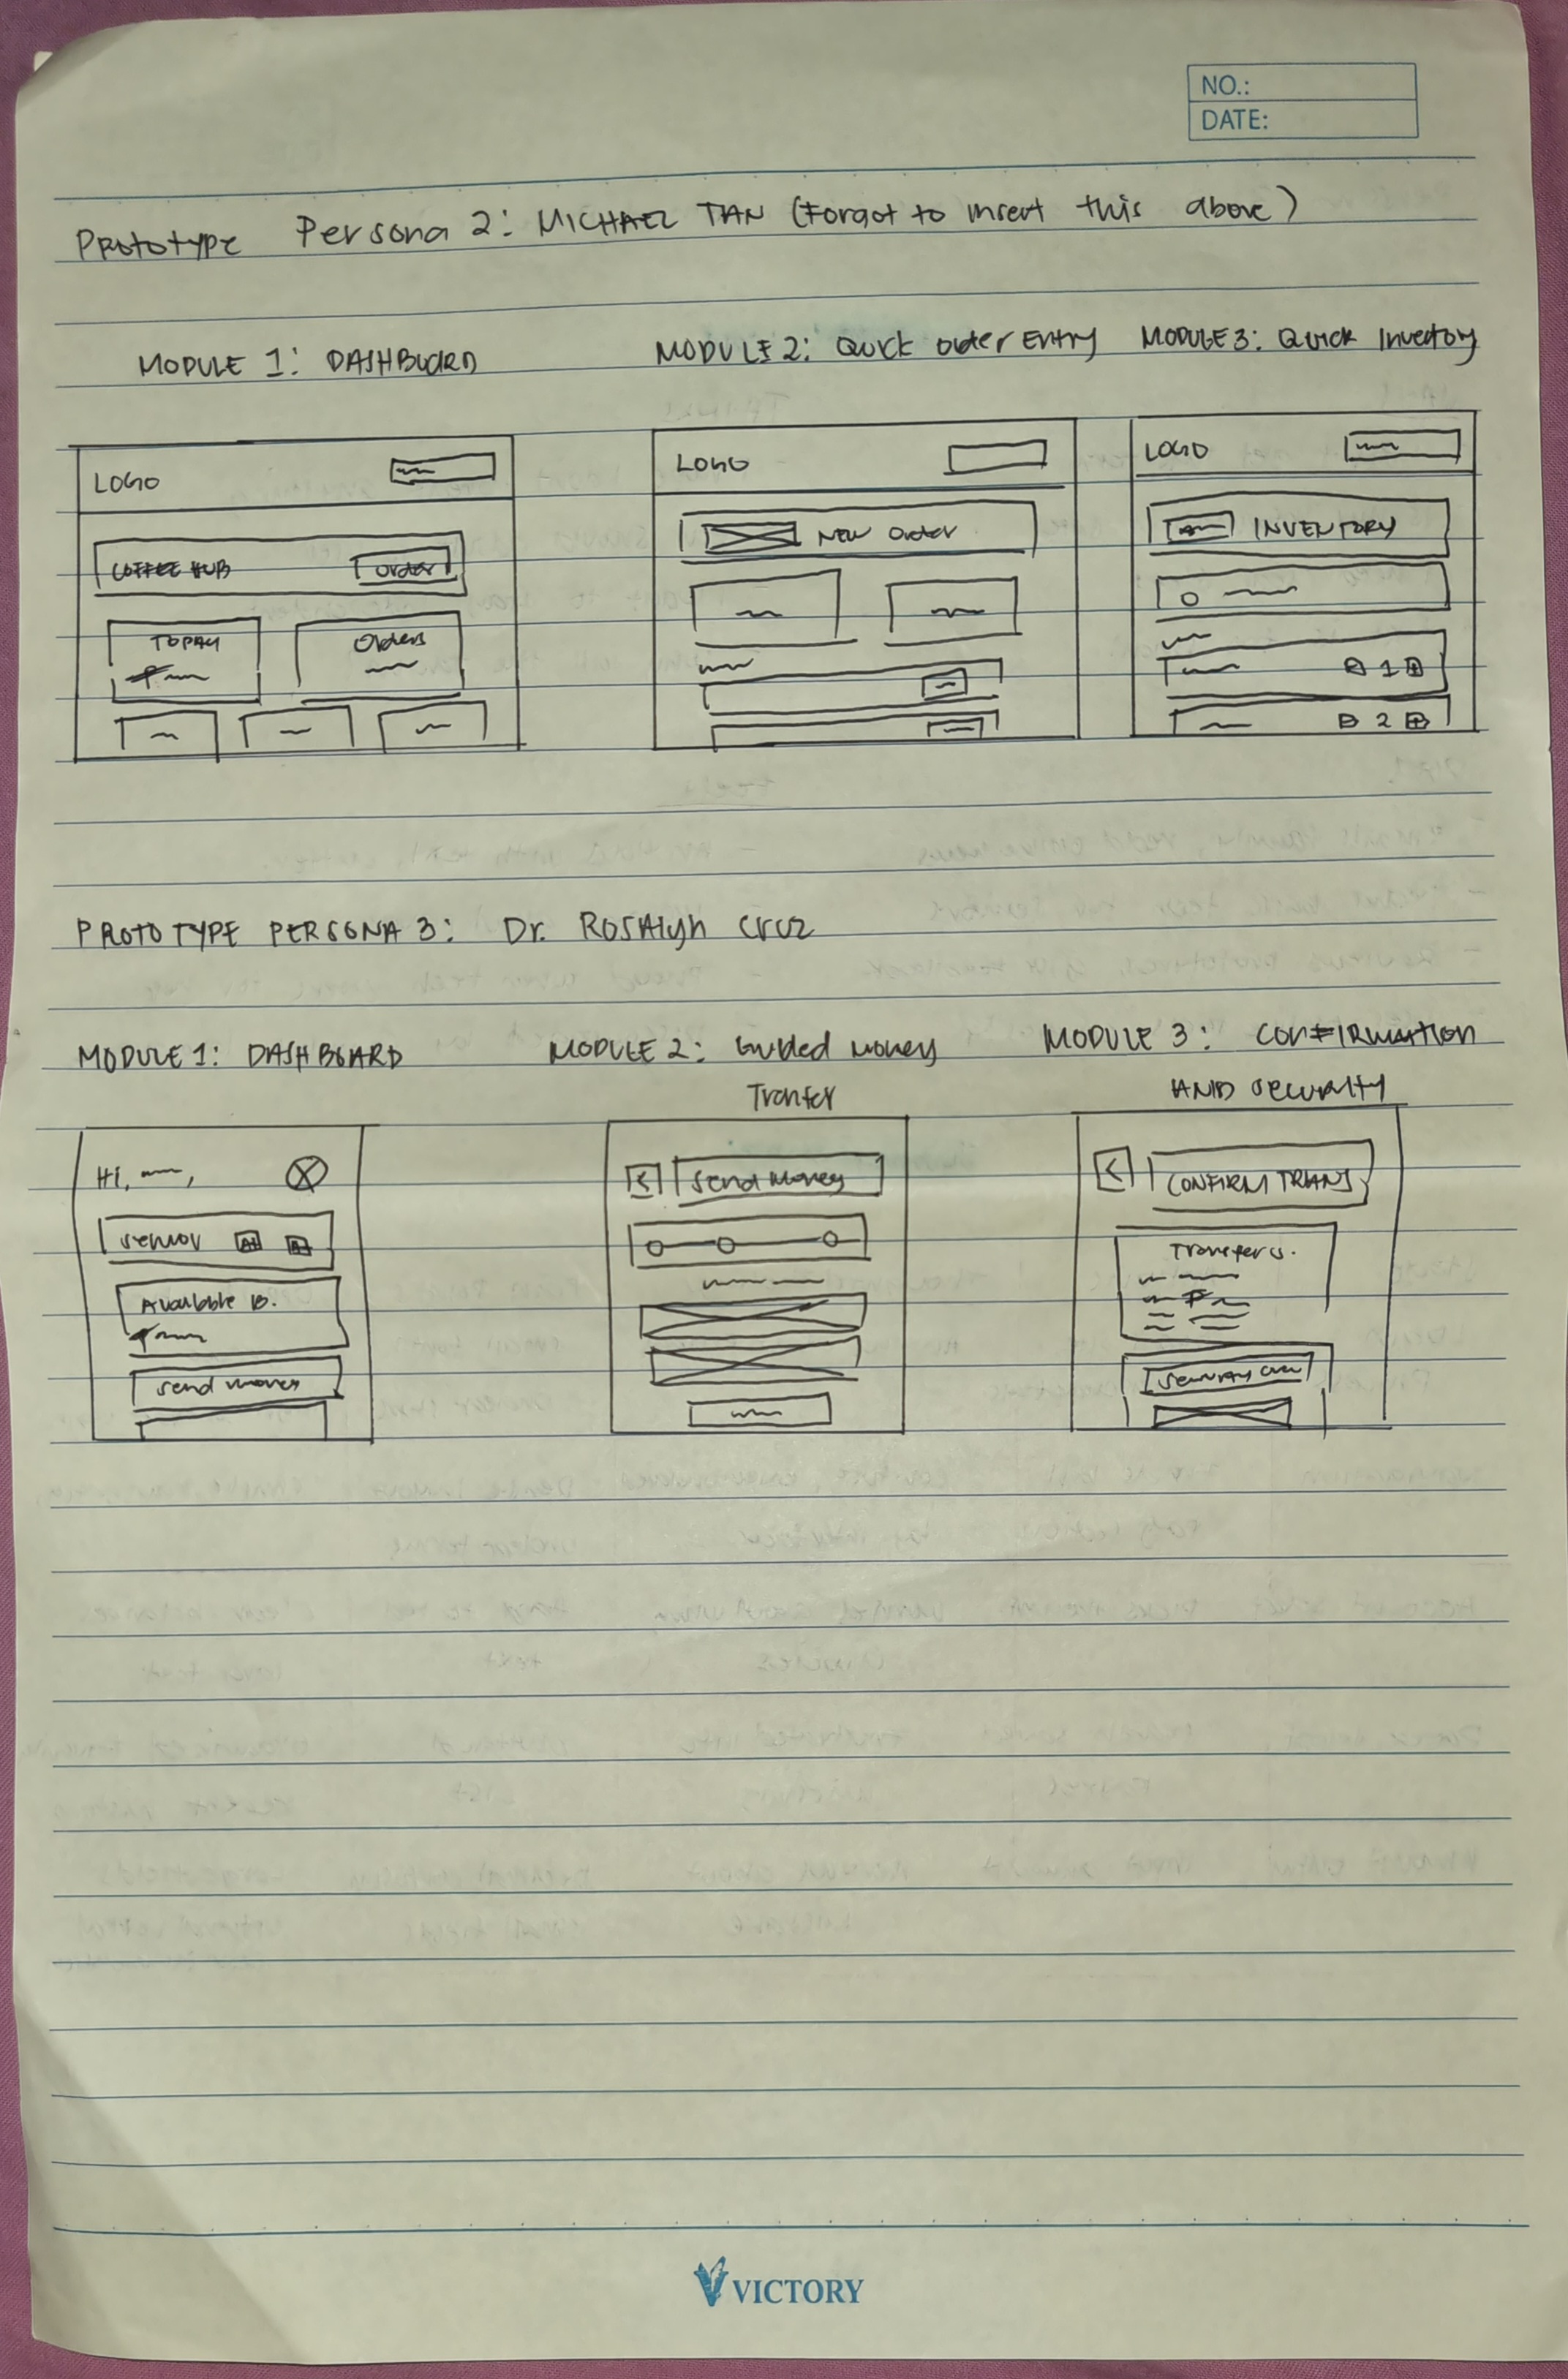 NO.:
DATE:
Prototype Persona 2: MICHAEL TAN (Forgot to insert this above)
MODULE 1: DASHBOARD
MODULE 2: Quick Order Entry
MODULE 3: Quick Inventory
LOGO
COFFEE HUB
Order
TODAY
₱
Orders
LOGO
NEW Order
LOGO
INVENTORY
1
2
PROTOTYPE PERSONA 3: Dr. Rosalyn Cruz
MODULE 1: DASHBOARD
MODULE 2: Guided Money
Tranfer
MODULE 3: CONFIRMATION
AND SECURITY
Hi, ,
Senior A+ A-
Available B.
₱
Send money
< Send Money
< CONFIRM TRANS
Transfer s.
₱
Security
VICTORY